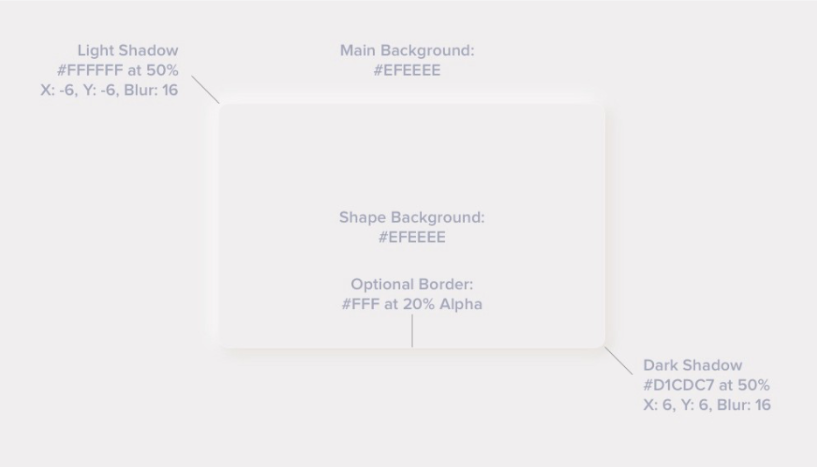 Light Shadow
#FFFFFF at 50%
X: -6, Y: -6, Blur: 16
Main Background:
#EFEEEE
Shape Background:
#EFEEEE
Optional Border:
#FFF at 20% Alpha
Dark Shadow
#D1CDC7 at 50%
X: 6, Y: 6, Blur: 16